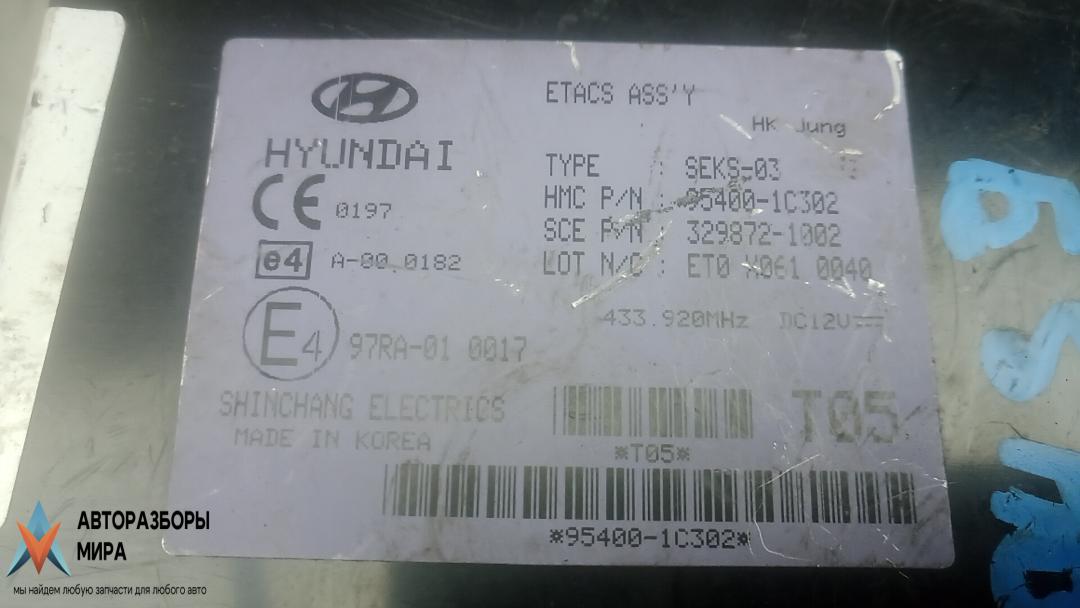 HYUNDAI
CE 0197
e4 A-00 0182
E4 97RA-01 0017
SHINCHANG ELECTRICS
MADE IN KOREA
ETACS ASS'Y
HK Jung
TYPE : SEKS-03
HMC P/N : 95400-1C302
SCE P/N : 329872-1002
LOT N/C : ET0 X061 0040
433.920MHz DC12V
T05
*T05*
*95400-1C302*
АВТОРАЗБОРЫ
МИРА
мы найдем любую запчасти для любого авто